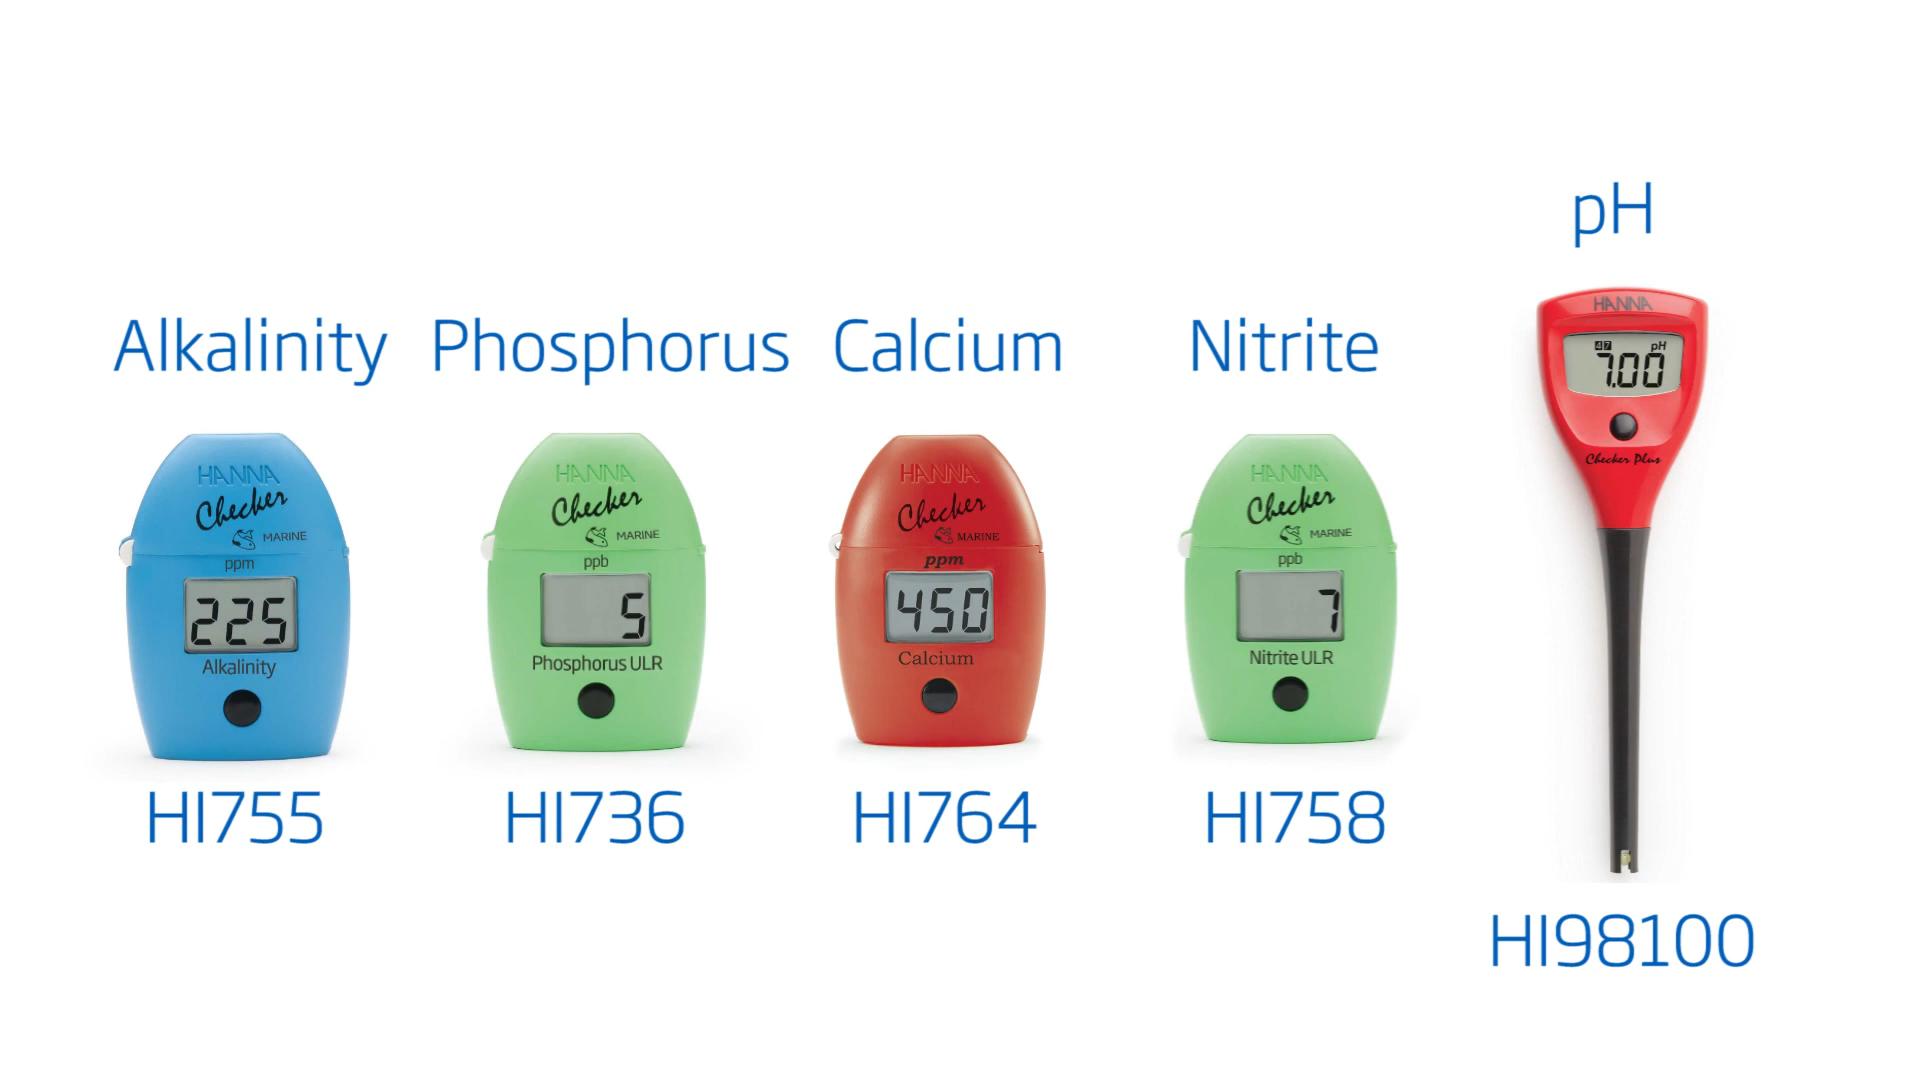 pH
Alkalinity Phosphorus Calcium Nitrite
HANNA
47 pH
7.00
Checker Plus
HANNA
Checker
MARINE
ppm
225
Alkalinity
HANNA
Checker
MARINE
ppb
5
Phosphorus ULR
HANNA
Checker
MARINE
ppm
450
Calcium
HANNA
Checker
MARINE
ppb
7
Nitrite ULR
HI755 HI736 HI764 HI758
HI98100